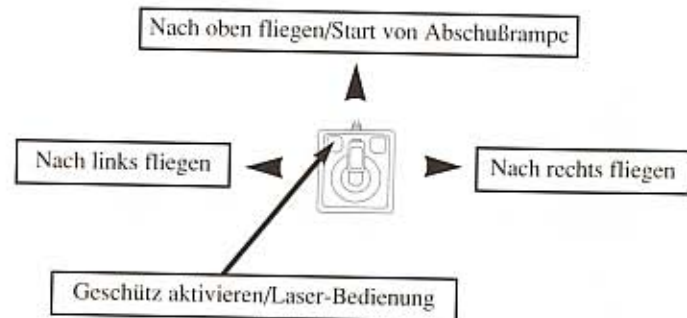 Nach oben fliegen/Start von Abschußrampe
Nach links fliegen
Nach rechts fliegen
Geschütz aktivieren/Laser-Bedienung